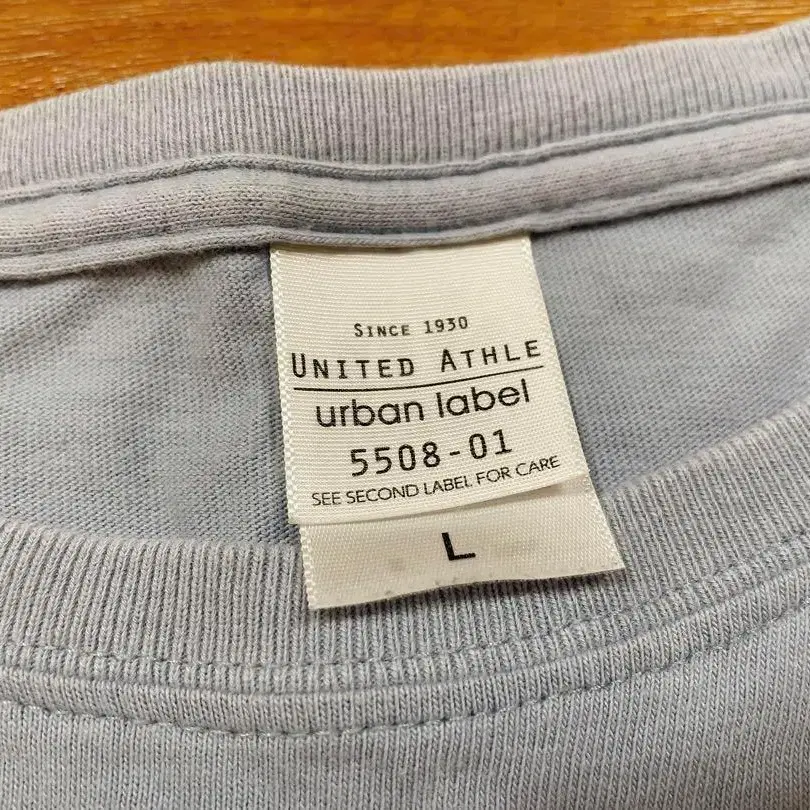 SINCE 1930
UNITED ATHLE
urban label
5508-01
SEE SECOND LABEL FOR CARE
L